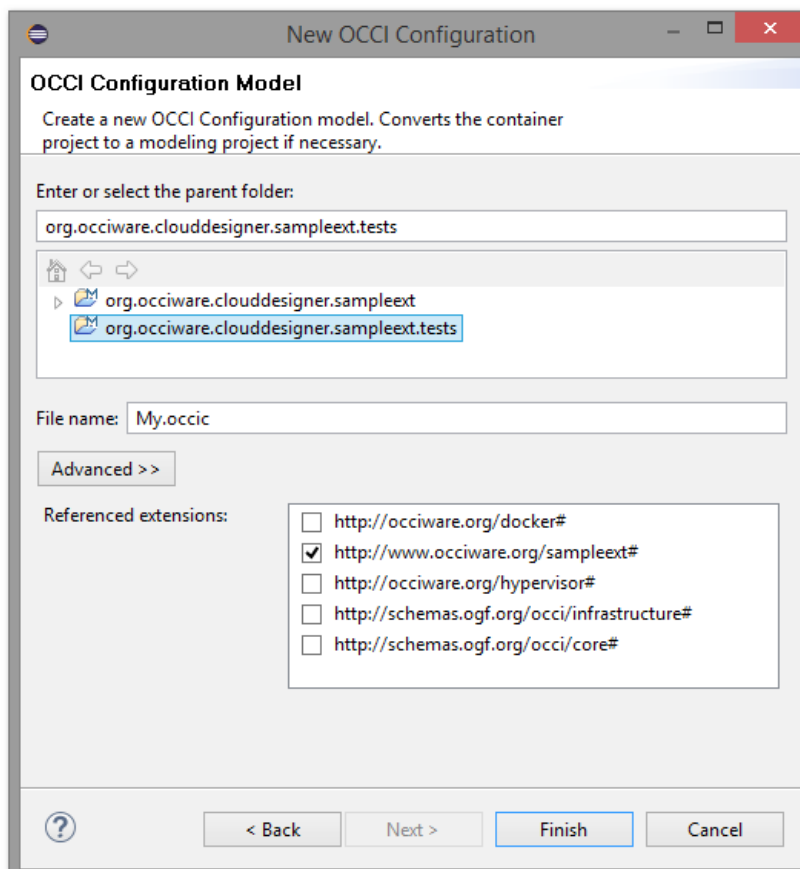 New OCCI Configuration
OCCI Configuration Model
Create a new OCCI Configuration model. Converts the container
project to a modeling project if necessary.
Enter or select the parent folder:
org.occiware.clouddesigner.sampleext.tests
org.occiware.clouddesigner.sampleext
org.occiware.clouddesigner.sampleext.tests
File name: My.occic
Advanced >>
Referenced extensions:
http://occiware.org/docker#
http://www.occiware.org/sampleext#
http://occiware.org/hypervisor#
http://schemas.ogf.org/occi/infrastructure#
http://schemas.ogf.org/occi/core#
< Back Next > Finish Cancel